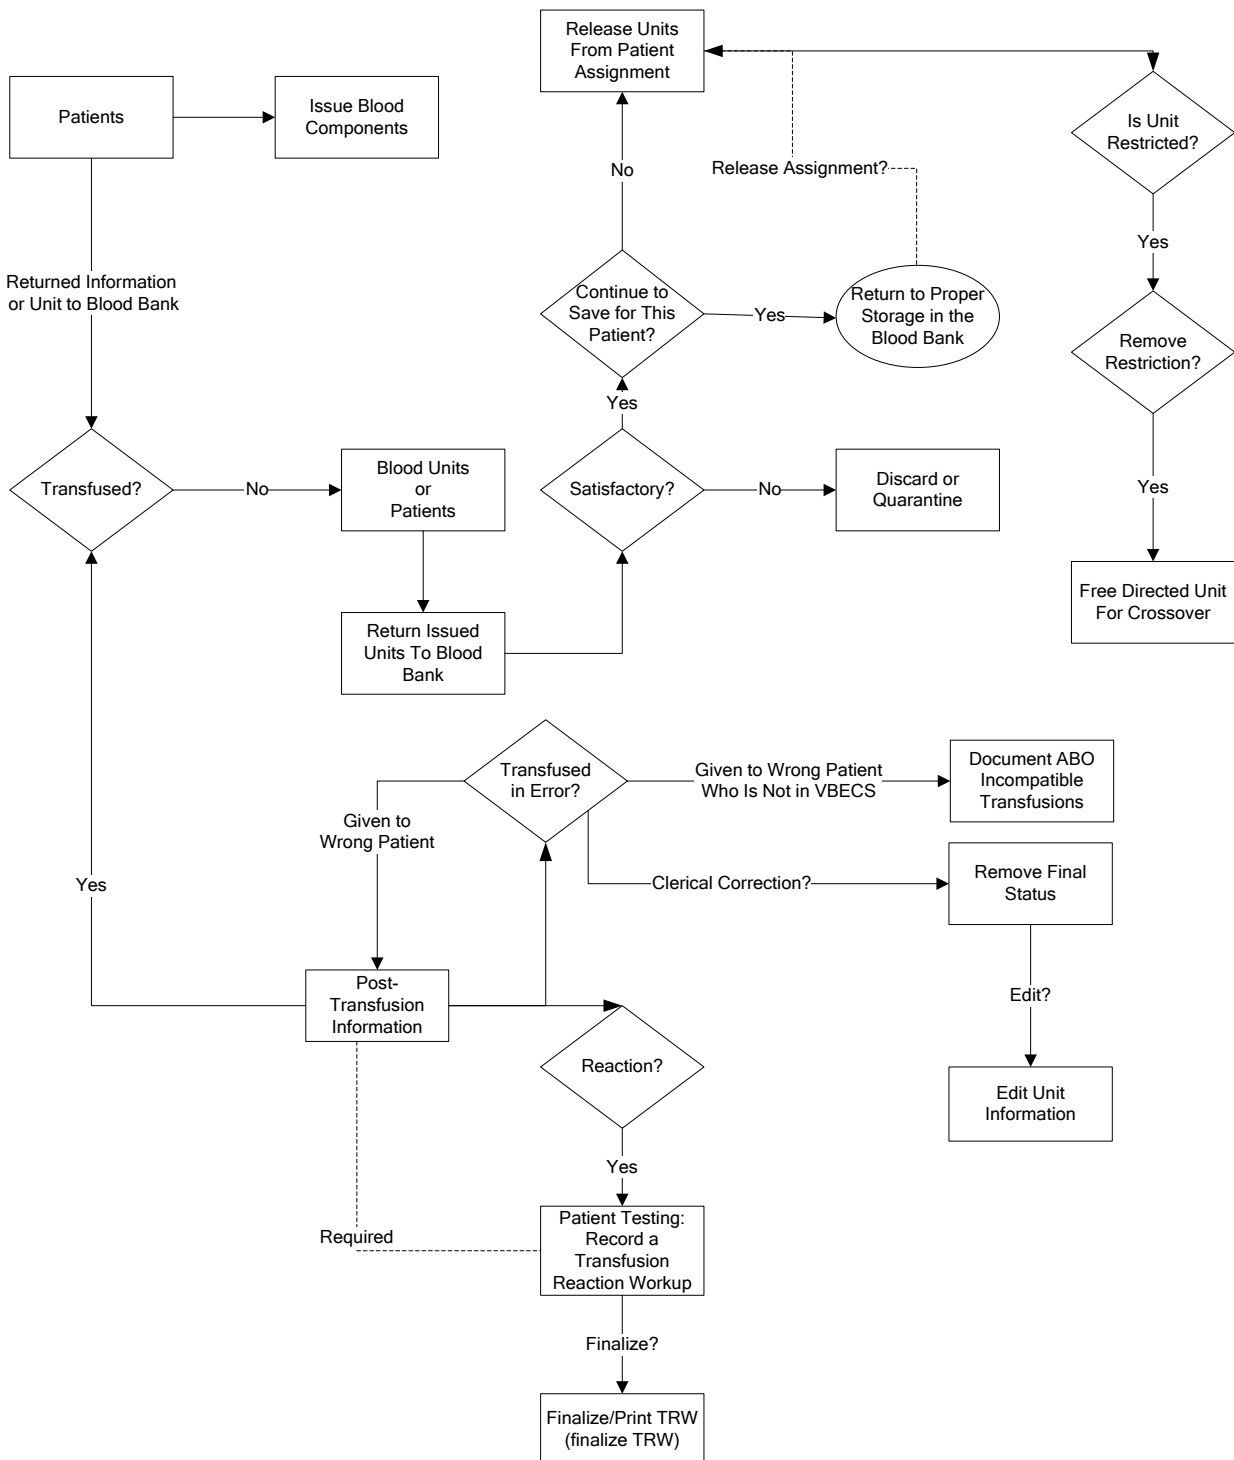 Release Units
From Patient
Assignment
Patients
Issue Blood
Components
Is Unit
Restricted?
No
Release Assignment?
Yes
Returned Information
or Unit to Blood Bank
Continue to
Save for This
Patient?
Yes
Return to Proper
Storage in the
Blood Bank
Remove
Restriction?
Yes
Transfused?
No
Blood Units
or
Patients
Satisfactory?
No
Discard or
Quarantine
Yes
Free Directed Unit
For Crossover
Return Issued
Units To Blood
Bank
Transfused
in Error?
Given to Wrong Patient
Who Is Not in VBECS
Document ABO
Incompatible
Transfusions
Given to
Wrong Patient
Yes
Clerical Correction?
Remove Final
Status
Post-
Transfusion
Information
Edit?
Reaction?
Edit Unit
Information
Yes
Required
Patient Testing:
Record a
Transfusion
Reaction Workup
Finalize?
Finalize/Print TRW
(finalize TRW)